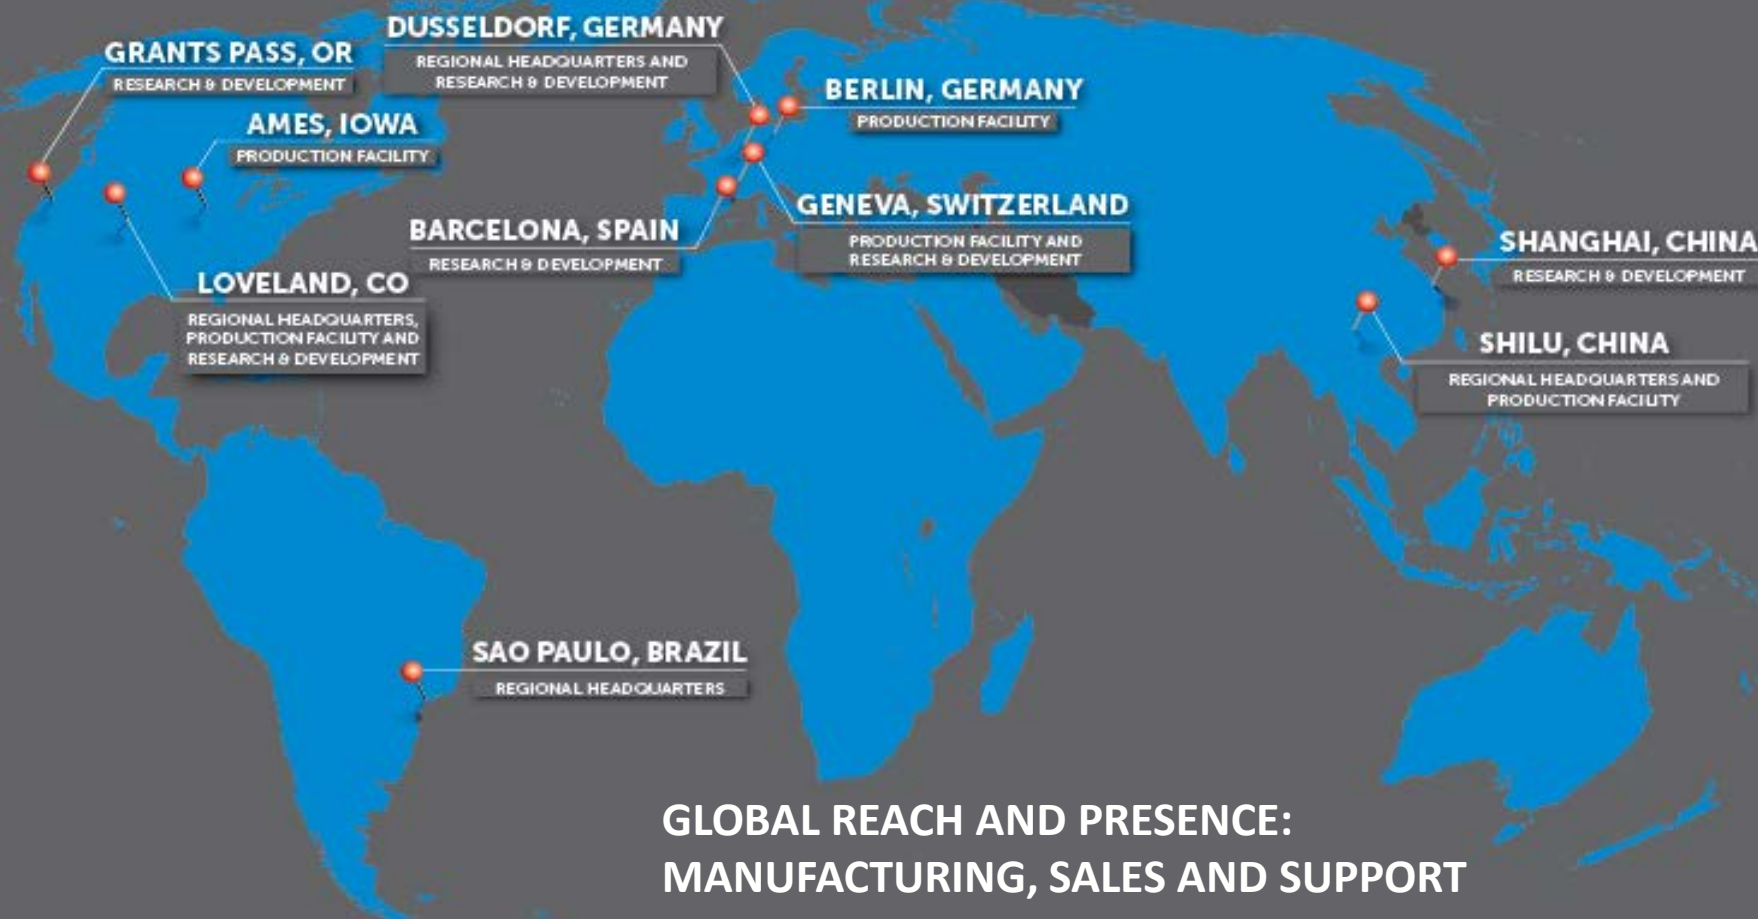 GRANTS PASS, OR
RESEARCH & DEVELOPMENT
DUSSELDORF, GERMANY
REGIONAL HEADQUARTERS AND
RESEARCH & DEVELOPMENT
AMES, IOWA
PRODUCTION FACILITY
BERLIN, GERMANY
PRODUCTION FACILITY
BARCELONA, SPAIN
RESEARCH & DEVELOPMENT
GENEVA, SWITZERLAND
PRODUCTION FACILITY AND
RESEARCH & DEVELOPMENT
LOVELAND, CO
REGIONAL HEADQUARTERS,
PRODUCTION FACILITY AND
RESEARCH & DEVELOPMENT
SHANGHAI, CHINA
RESEARCH & DEVELOPMENT
SHILU, CHINA
REGIONAL HEADQUARTERS AND
PRODUCTION FACILITY
SAO PAULO, BRAZIL
REGIONAL HEADQUARTERS
GLOBAL REACH AND PRESENCE:
MANUFACTURING, SALES AND SUPPORT